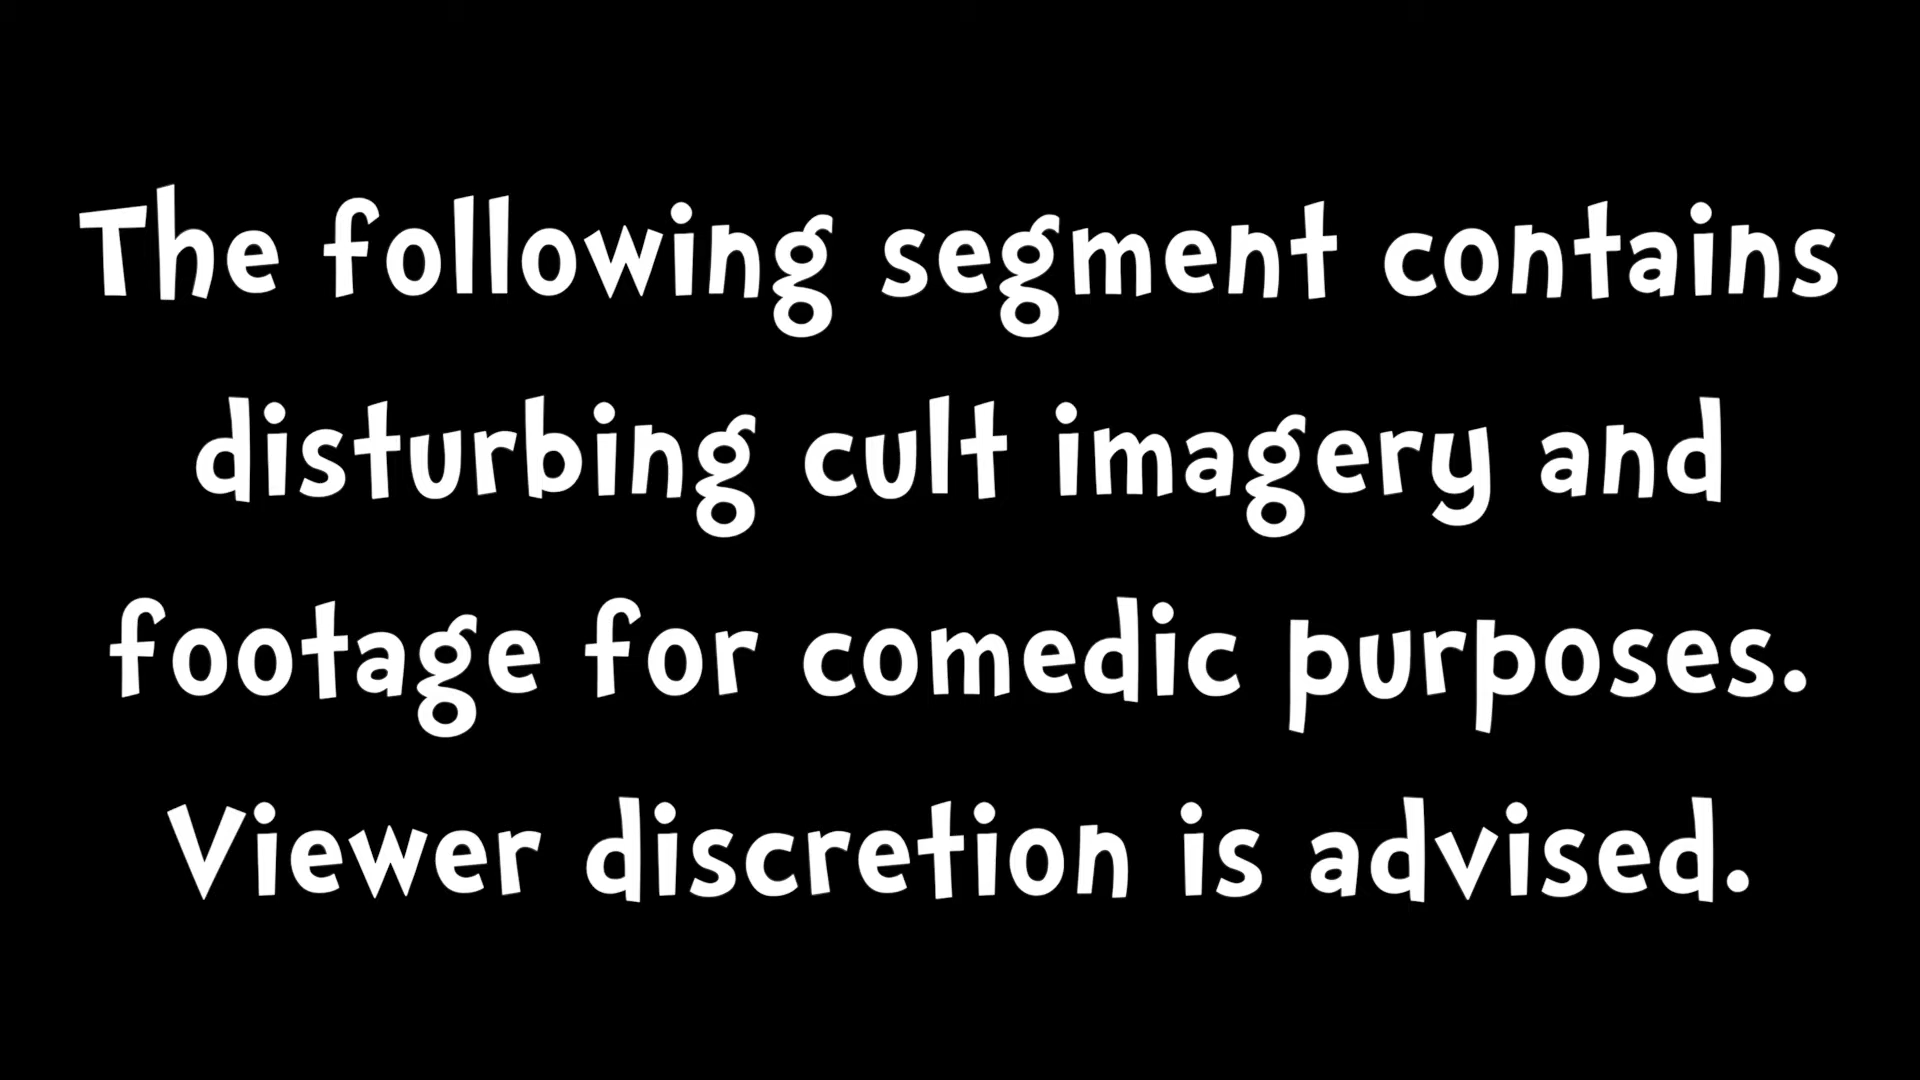 The following segment contains
disturbing cult imagery and
footage for comedic purposes.
Viewer discretion is advised.